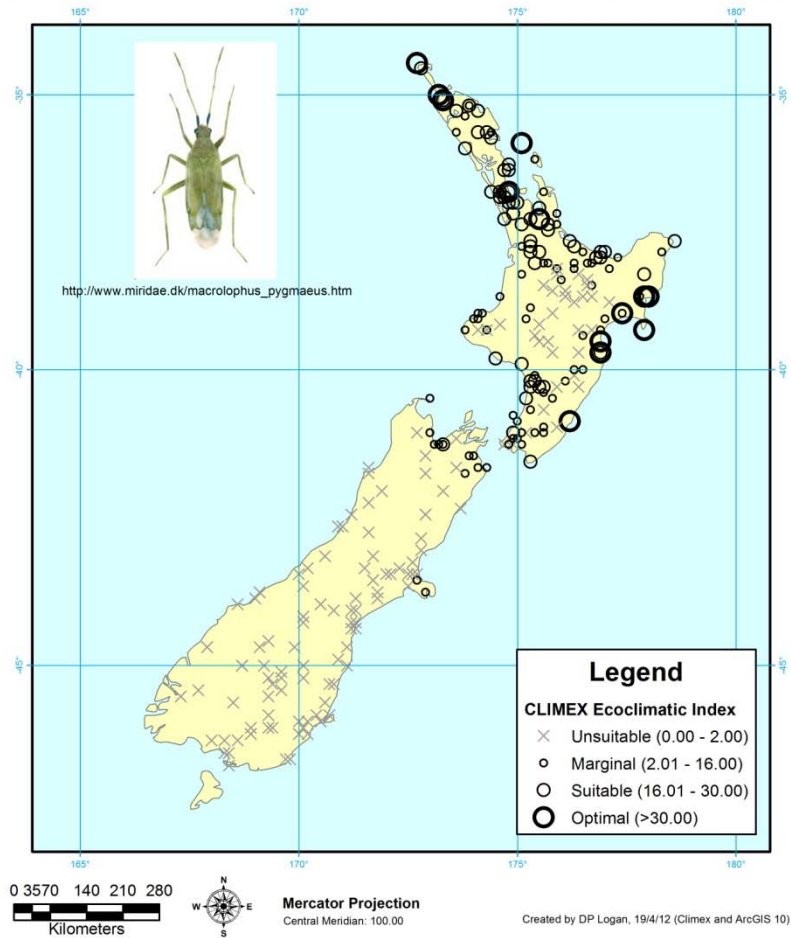 165°
170°
175°
180°
-35°
-35°
http://www.miridae.dk/macrolophus_pygmaeus.htm
-40°
-40°
-45°
-45°
Legend
CLIMEX Ecoclimatic Index
Unsuitable (0.00 - 2.00)
Marginal (2.01 - 16.00)
Suitable (16.01 - 30.00)
Optimal (>30.00)
165°
170°
175°
180°
0 3570 140 210 280
Kilometers
N
W
E
S
Mercator Projection
Central Meridian: 100.00
Created by DP Logan, 19/4/12 (Climex and ArcGIS 10)